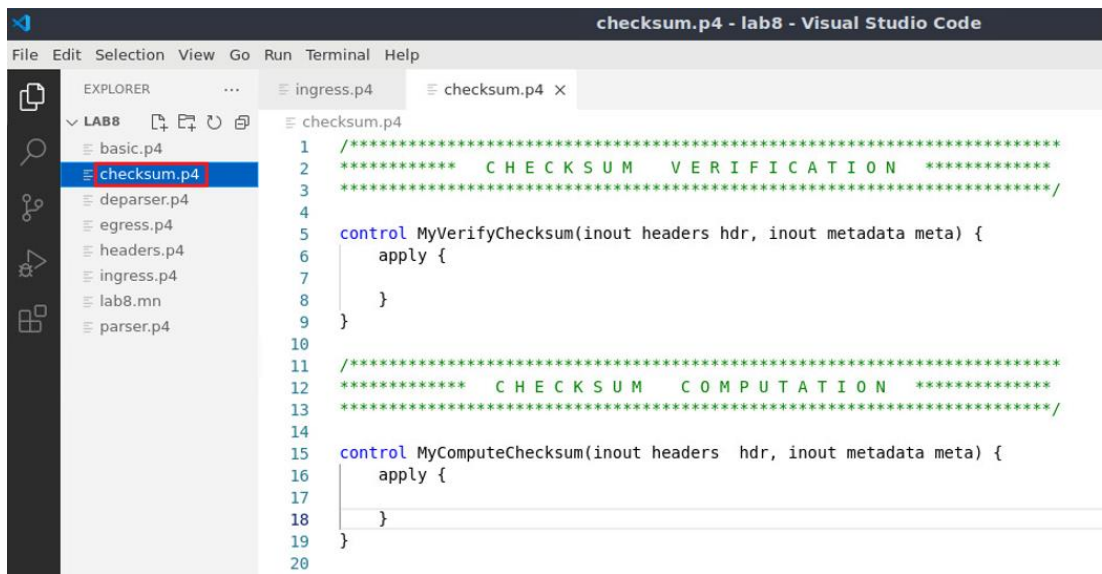 checksum.p4 - lab8 - Visual Studio Code
File Edit Selection View Go Run Terminal Help
EXPLORER ...
LAB8
basic.p4
checksum.p4
deparser.p4
egress.p4
headers.p4
ingress.p4
lab8.mn
parser.p4
ingress.p4 checksum.p4 ×
checksum.p4
1 /*************************************************************************
2 ************ C H E C K S U M V E R I F I C A T I O N *************
3 *************************************************************************/
4
5 control MyVerifyChecksum(inout headers hdr, inout metadata meta) {
6 apply {
7
8 }
9 }
10
11 /*************************************************************************
12 ************* C H E C K S U M C O M P U T A T I O N **************
13 *************************************************************************/
14
15 control MyComputeChecksum(inout headers hdr, inout metadata meta) {
16 apply {
17
18 }
19 }
20